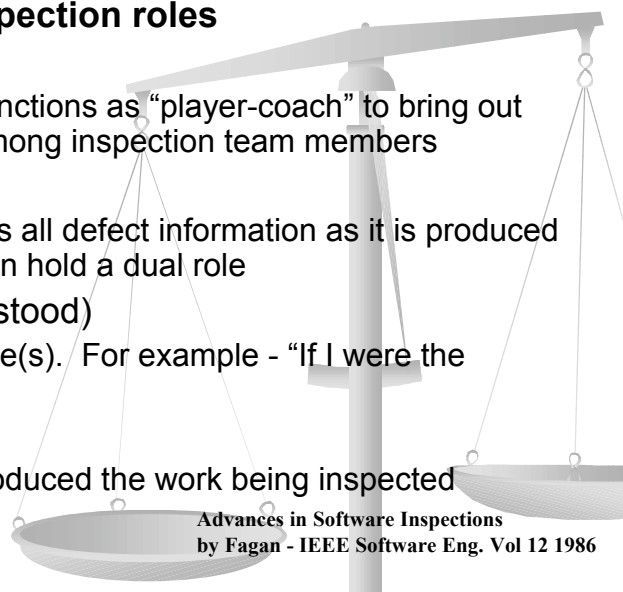 pection roles
nctions as “player-coach” to bring out
mong inspection team members
s all defect information as it is produced
n hold a dual role
stood)
e(s).  For example - “If I were the
oduced the work being inspected
Advances in Software Inspections
by Fagan - IEEE Software Eng. Vol 12 1986